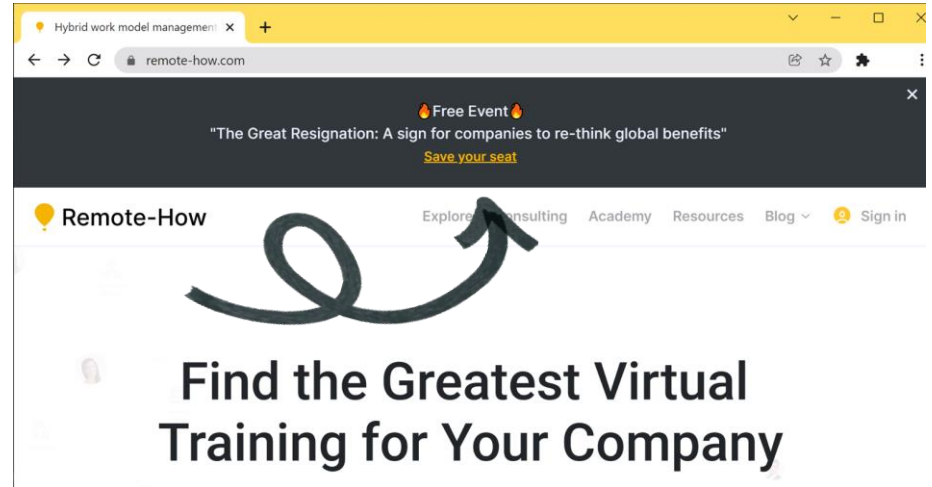 Hybrid work model management
remote-how.com
🔥Free Event🔥
"The Great Resignation: A sign for companies to re-think global benefits"
Save your seat
Remote-How
Explore Consulting Academy Resources Blog Sign in
Find the Greatest Virtual
Training for Your Company